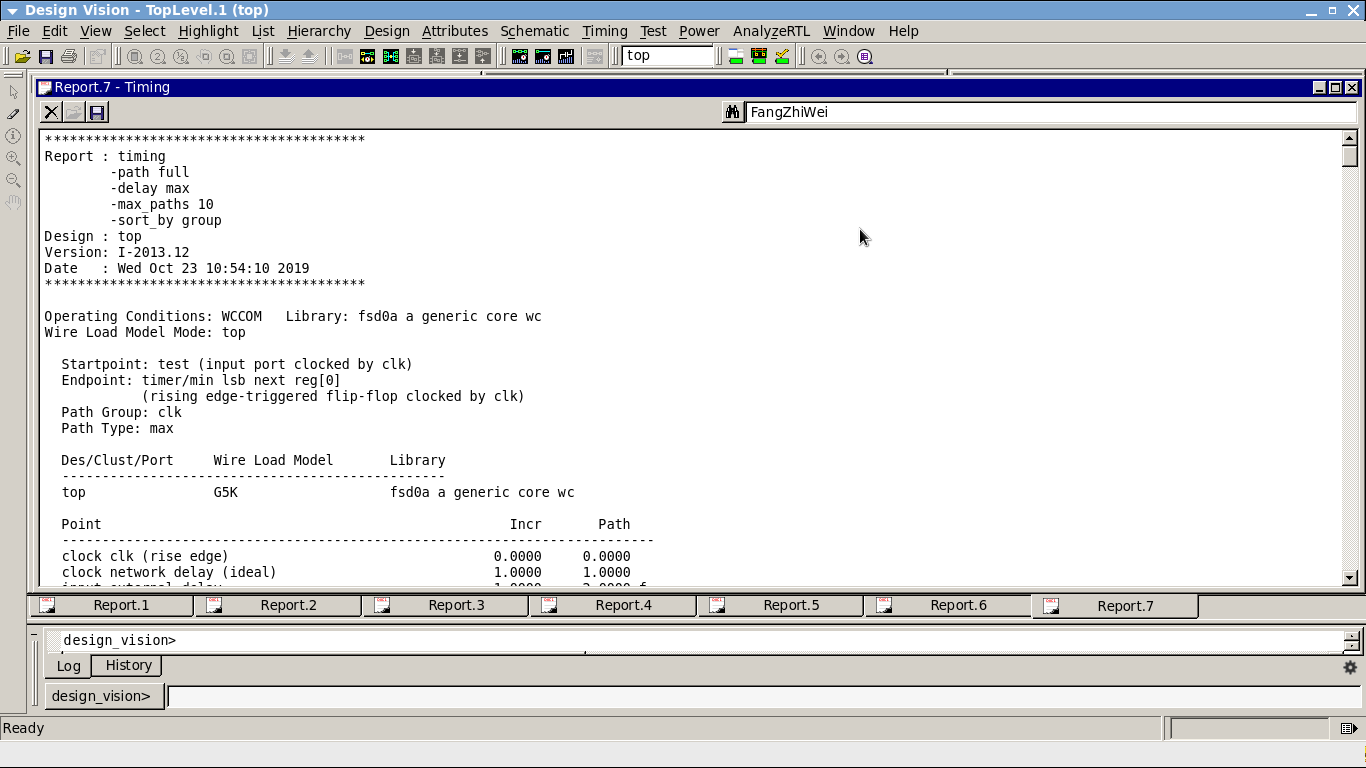 Design Vision - TopLevel.1 (top)
File Edit View Select Highlight List Hierarchy Design Attributes Schematic Timing Test Power AnalyzeRTL Window Help
top
Report.7 - Timing
FangZhiWei
****************************************
Report : timing
        -path full
        -delay max
        -max_paths 10
        -sort_by group
Design : top
Version: I-2013.12
Date   : Wed Oct 23 10:54:10 2019
****************************************
Operating Conditions: WCCOM   Library: fsd0a a generic core wc
Wire Load Model Mode: top
  Startpoint: test (input port clocked by clk)
  Endpoint: timer/min lsb next reg[0]
            (rising edge-triggered flip-flop clocked by clk)
  Path Group: clk
  Path Type: max
  Des/Clust/Port     Wire Load Model       Library
  ------------------------------------------------
  top                G5K                   fsd0a a generic core wc
  Point                                                   Incr       Path
  --------------------------------------------------------------------------
  clock clk (rise edge)                                 0.0000     0.0000
  clock network delay (ideal)                           1.0000     1.0000
  input external delay                                  1.0000     2.0000 f
Report.1 Report.2 Report.3 Report.4 Report.5 Report.6 Report.7
design_vision>
Log History
design_vision>
Ready